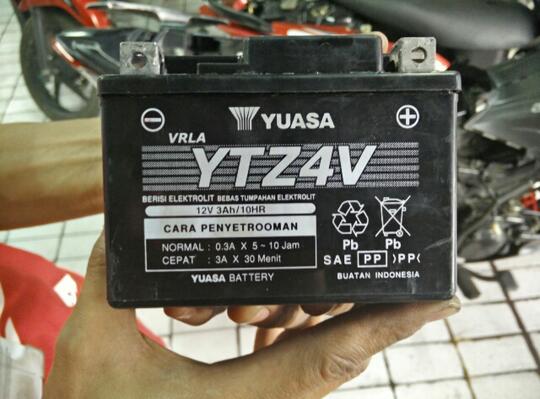 YUASA
VRLA
YTZ4V
BERISI ELEKTROLIT BEBAS TUMPAHAN ELEKTROLIT
12V 3Ah/10HR
CARA PENYETROOMAN
NORMAL : 0.3A X 5~10 Jam
CEPAT : 3A X 30 Menit
YUASA BATTERY
Pb Pb
SAE PP >PP<
BUATAN INDONESIA